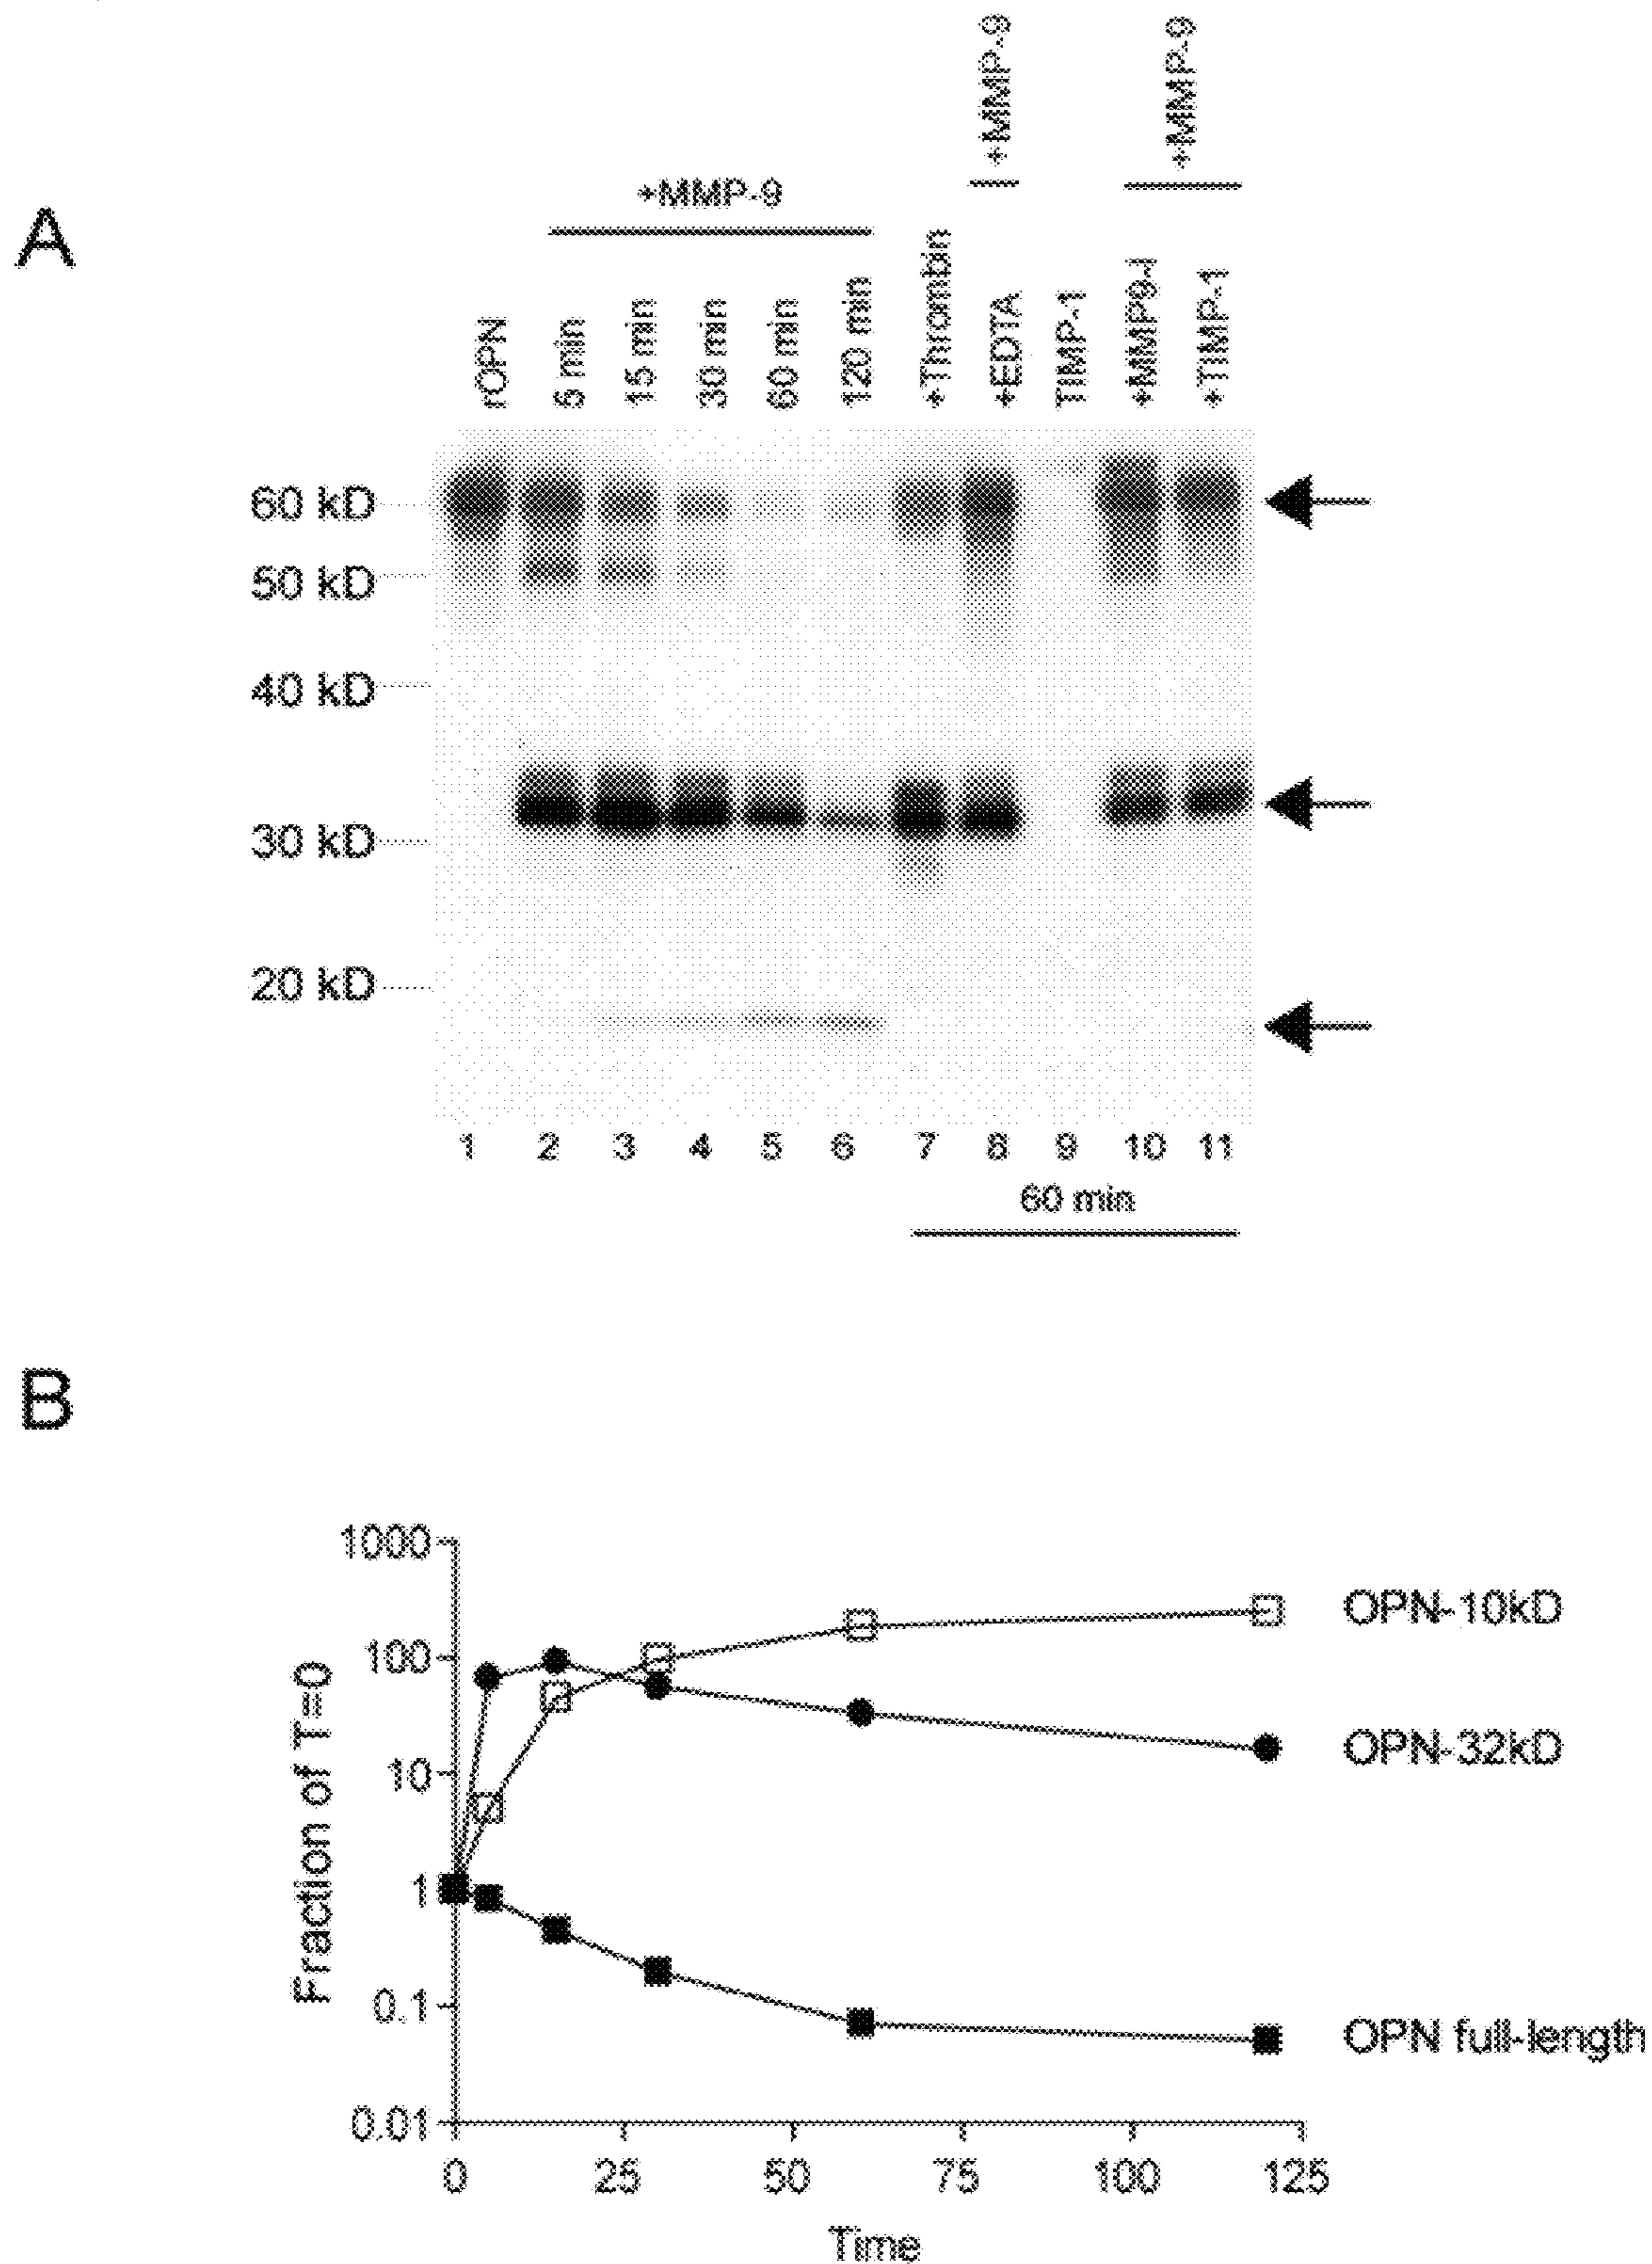 A
+MMP-9
+MMP-9
+MMP-9
rOPN
5 min
15 min
30 min
60 min
120 min
+Thrombin
+EDTA
TIMP-1
+MMP9-I
+TIMP-1
60 kD
50 kD
40 kD
30 kD
20 kD
1 2 3 4 5 6 7 8 9 10 11
60 min
B
Fraction of T=0
1000
100
10
1
0.1
0.01
OPN-10kD
OPN-32kD
OPN full-length
0 25 50 75 100 125
Time